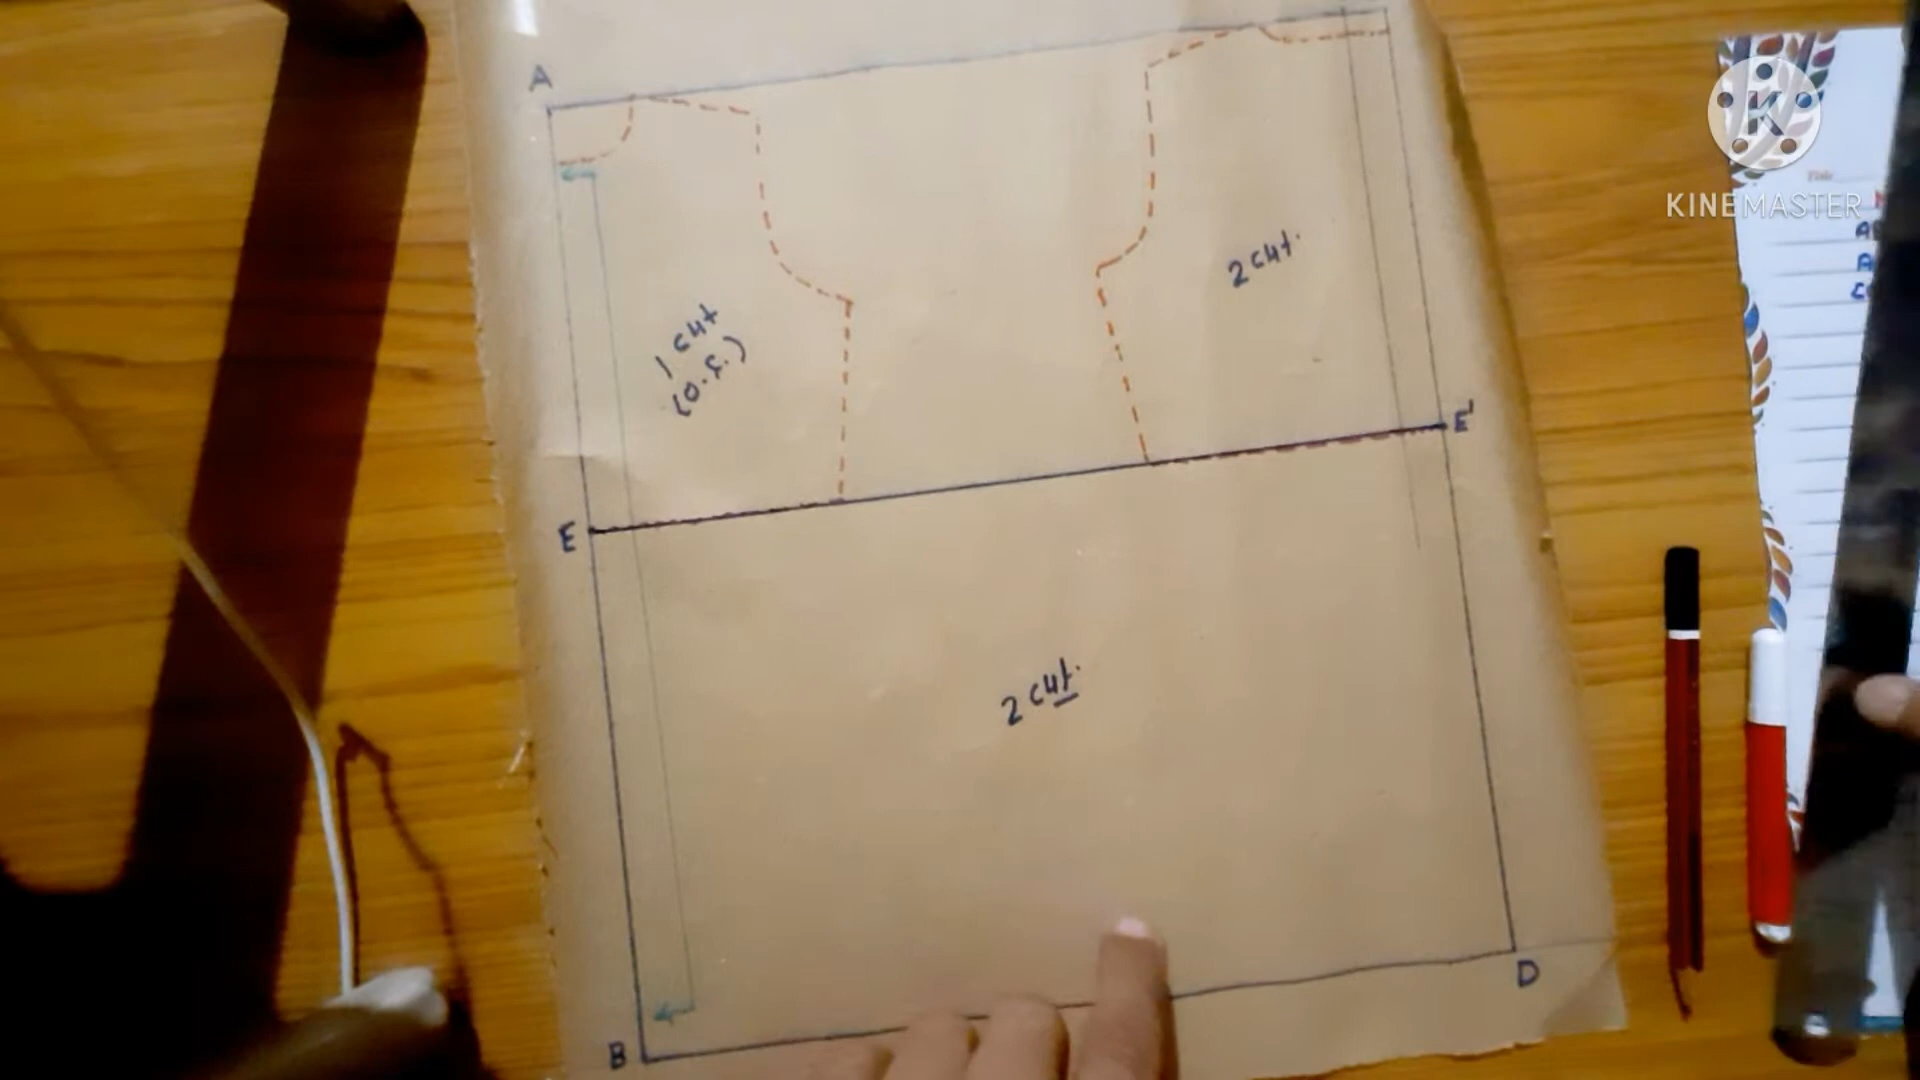 A
KINEMASTER
2 cut.
1 cut
(o.f.)
E'
E
2 cut.
D
B